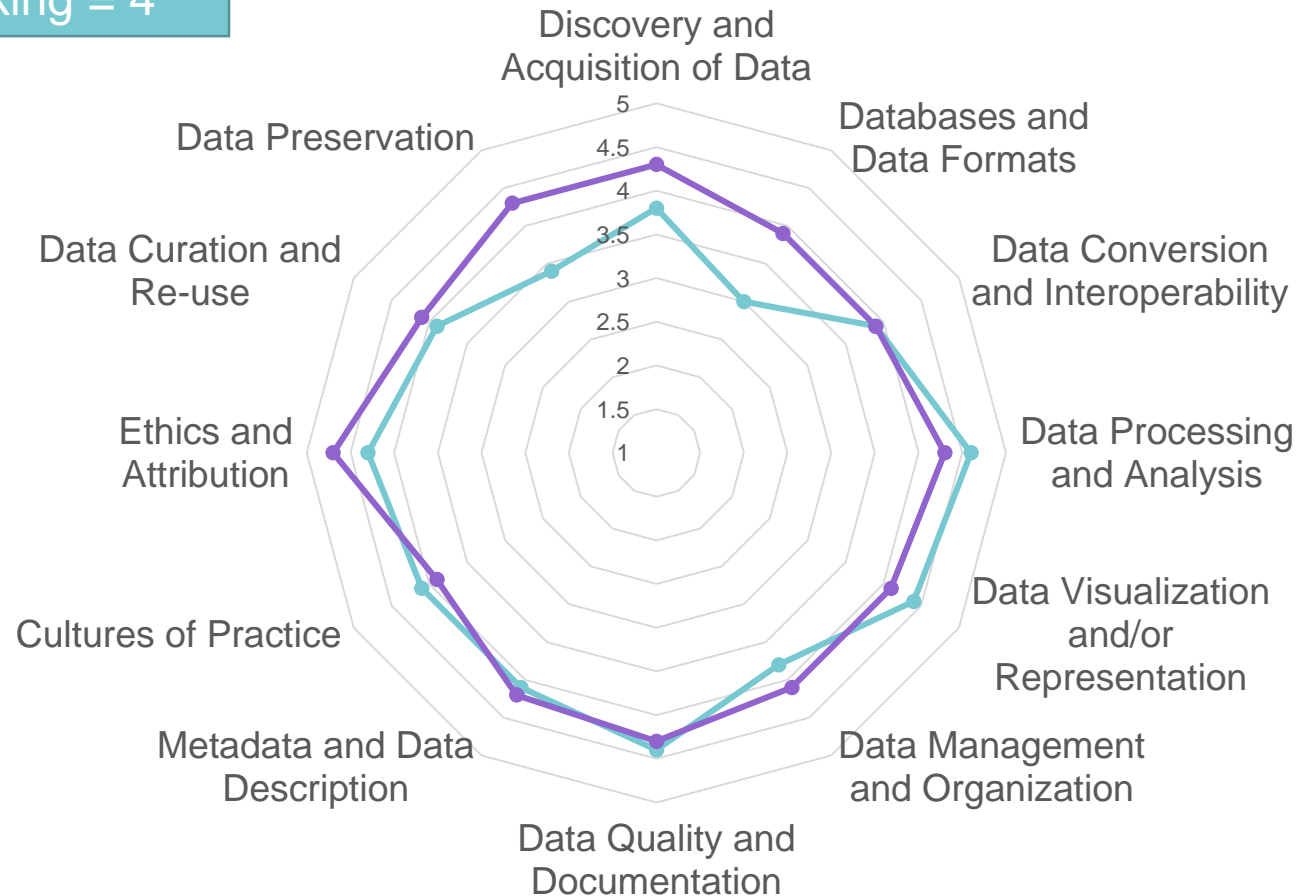 = 4
Discovery and
Acquisition of Data
Databases and
Data Formats
Data Conversion
and Interoperability
Data Processing
and Analysis
Data Visualization
and/or
Representation
Data Management
and Organization
Data Quality and
Documentation
Metadata and Data
Description
Cultures of Practice
Ethics and
Attribution
Data Curation and
Re-use
Data Preservation
5
4.5
4
3.5
3
2.5
2
1.5
1